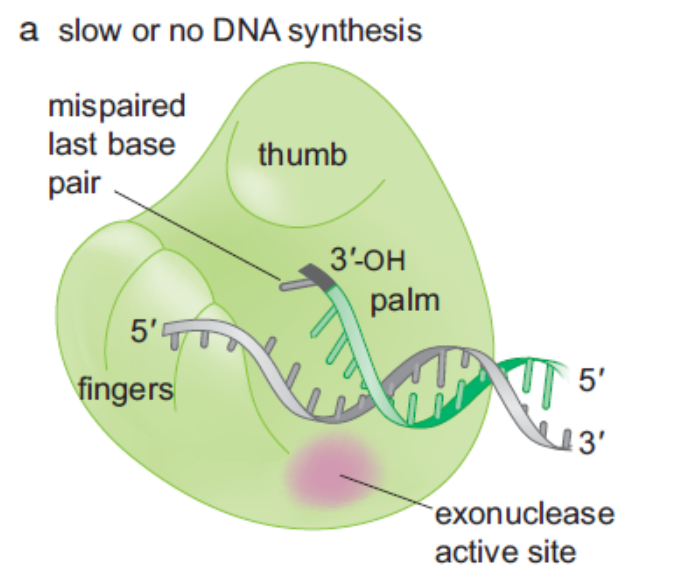 a slow or no DNA synthesis
mispaired
last base
pair
thumb
3′-OH
palm
5′
fingers
5′
3′
exonuclease
active site